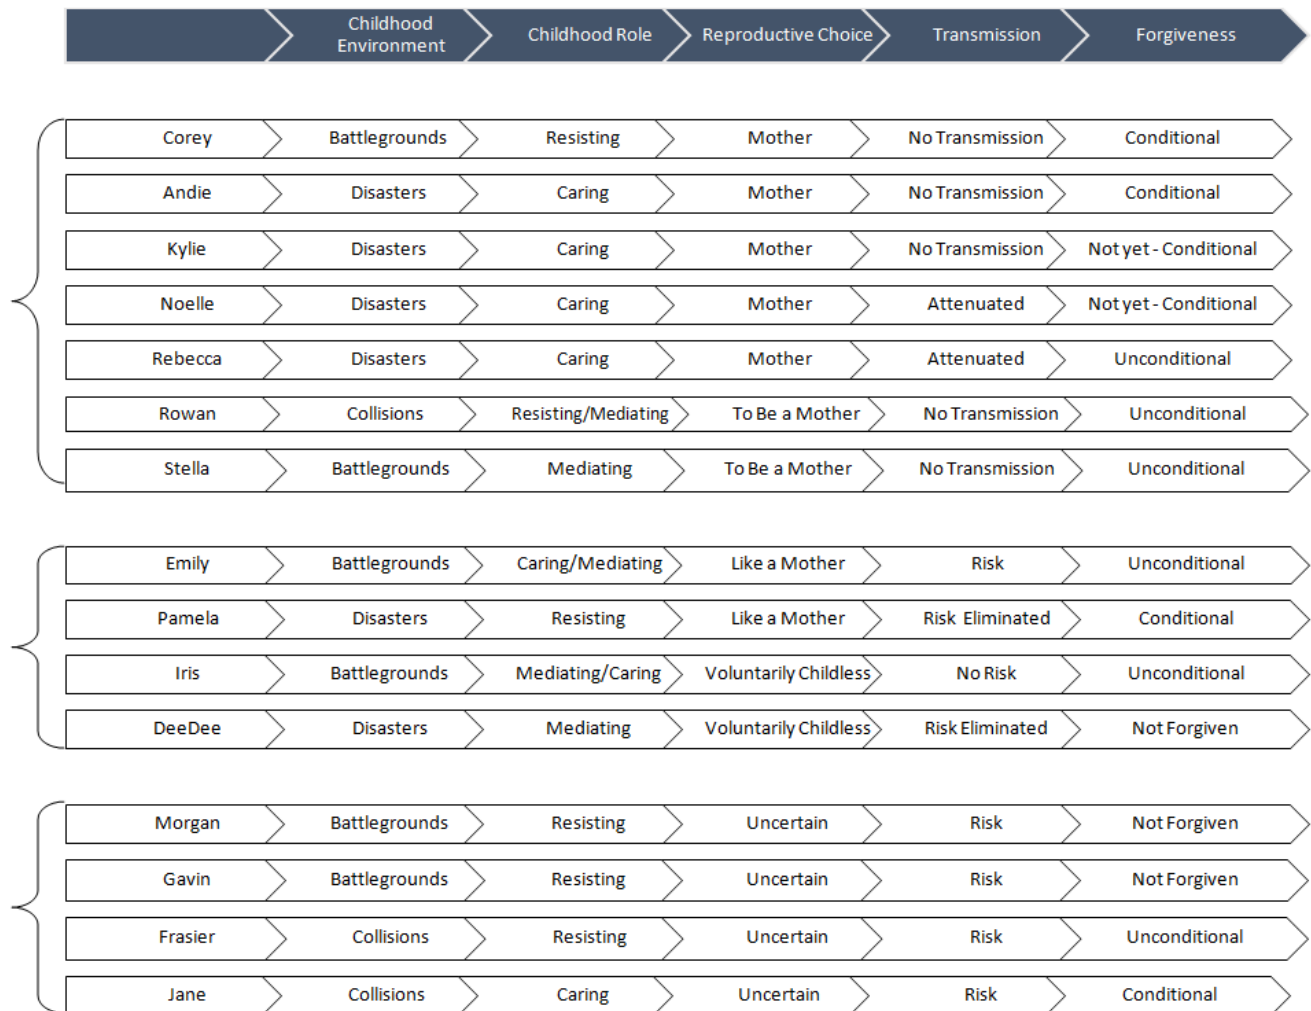 Childhood Environment Childhood Role Reproductive Choice Transmission Forgiveness
Corey Battlegrounds Resisting Mother No Transmission Conditional
Andie Disasters Caring Mother No Transmission Conditional
Kylie Disasters Caring Mother No Transmission Not yet - Conditional
Noelle Disasters Caring Mother Attenuated Not yet - Conditional
Rebecca Disasters Caring Mother Attenuated Unconditional
Rowan Collisions Resisting/Mediating To Be a Mother No Transmission Unconditional
Stella Battlegrounds Mediating To Be a Mother No Transmission Unconditional
Emily Battlegrounds Caring/Mediating Like a Mother Risk Unconditional
Pamela Disasters Resisting Like a Mother Risk Eliminated Conditional
Iris Battlegrounds Mediating/Caring Voluntarily Childless No Risk Unconditional
DeeDee Disasters Mediating Voluntarily Childless Risk Eliminated Not Forgiven
Morgan Battlegrounds Resisting Uncertain Risk Not Forgiven
Gavin Battlegrounds Resisting Uncertain Risk Not Forgiven
Frasier Collisions Resisting Uncertain Risk Unconditional
Jane Collisions Caring Uncertain Risk Conditional